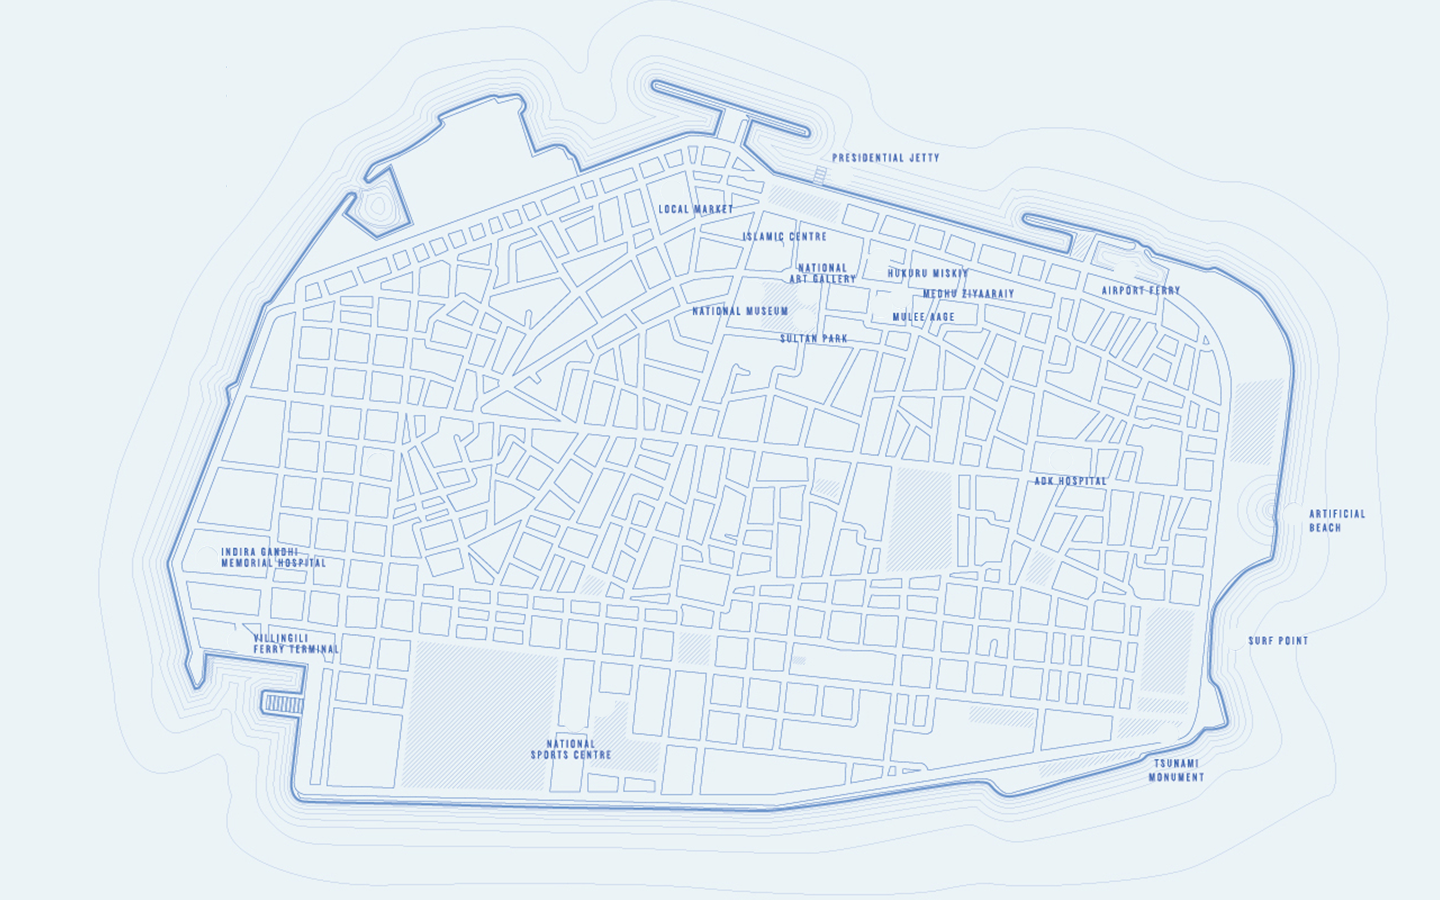 PRESIDENTIAL JETTY
LOCAL MARKET
ISLAMIC CENTRE
NATIONAL
ART GALLERY
HUKURU MISKIY
MEDHU ZIYAARAIY
AIRPORT FERRY
NATIONAL MUSEUM
MULEE AAGE
SULTAN PARK
ADK HOSPITAL
ARTIFICIAL
BEACH
INDIRA GANDHI
MEMORIAL HOSPITAL
VILLINGILI
FERRY TERMINAL
SURF POINT
NATIONAL
SPORTS CENTRE
TSUNAMI
MONUMENT